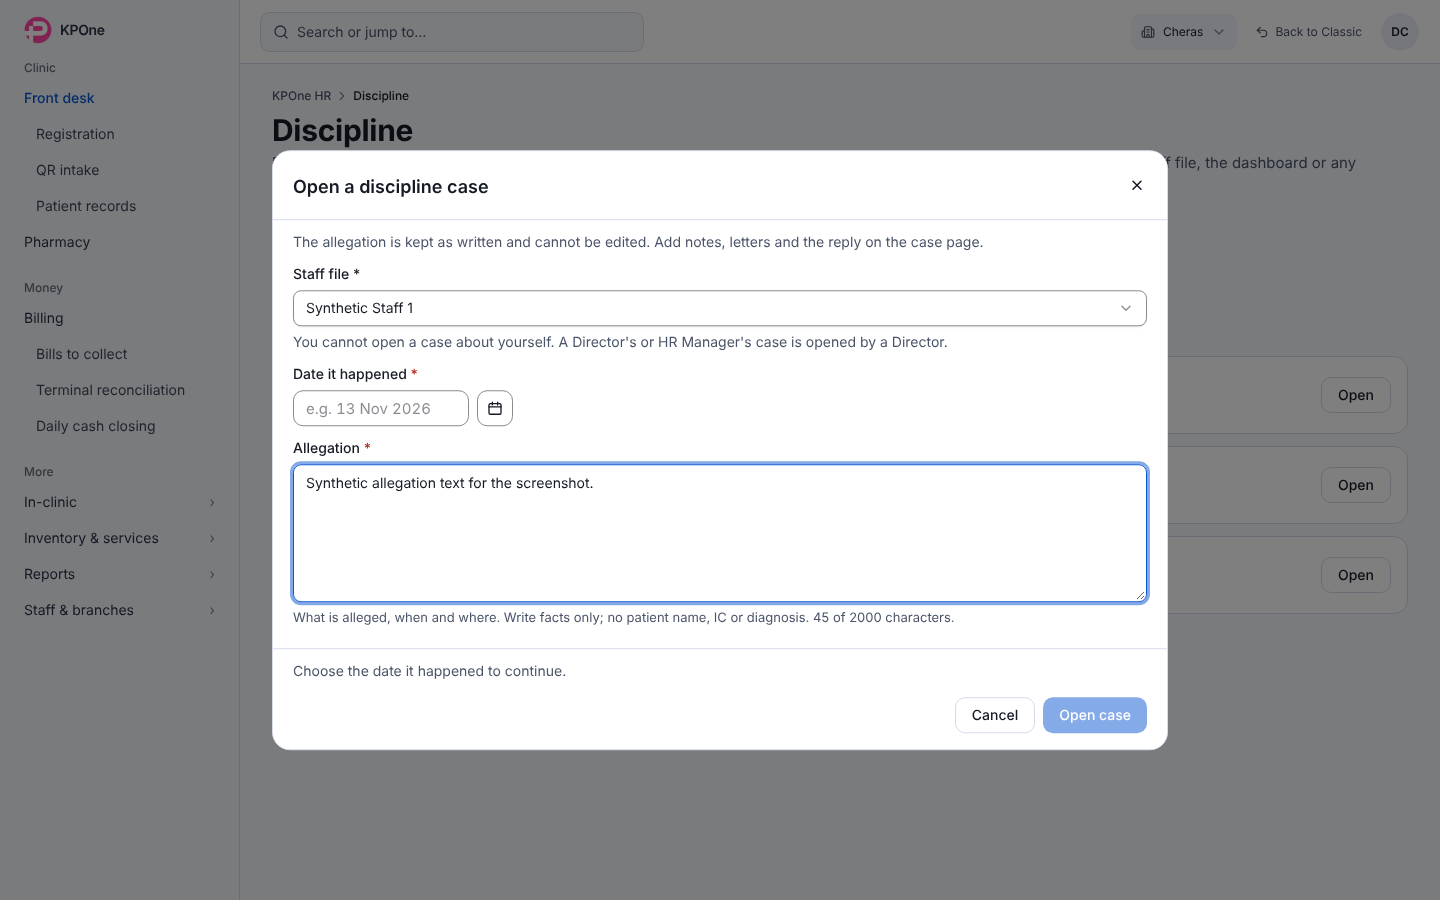 KPOne
Search or jump to...
Cheras
Back to Classic
DC
Clinic
Front desk
Registration
QR intake
Patient records
Pharmacy
Money
Billing
Bills to collect
Terminal reconciliation
Daily cash closing
More
In-clinic
Inventory & services
Reports
Staff & branches
KPOne HR > Discipline
Discipline
file, the dashboard or any
Open a discipline case
The allegation is kept as written and cannot be edited. Add notes, letters and the reply on the case page.
Staff file *
Synthetic Staff 1
You cannot open a case about yourself. A Director's or HR Manager's case is opened by a Director.
Date it happened *
e.g. 13 Nov 2026
Allegation *
Synthetic allegation text for the screenshot.
What is alleged, when and where. Write facts only; no patient name, IC or diagnosis. 45 of 2000 characters.
Choose the date it happened to continue.
Cancel
Open case
Open
Open
Open